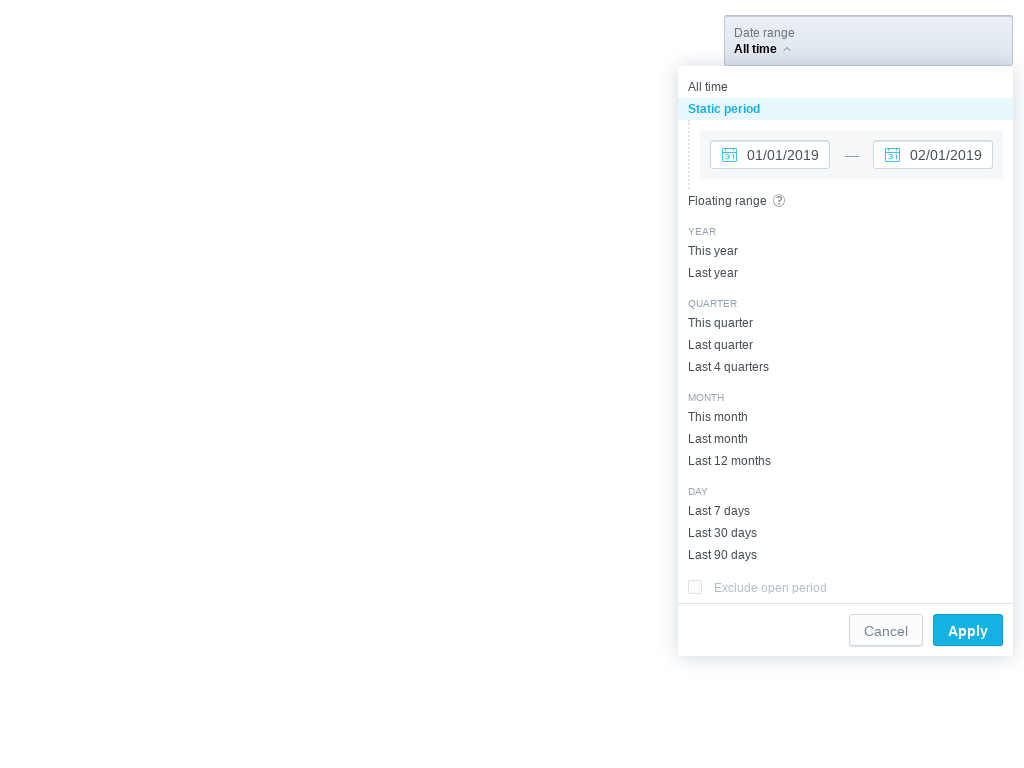 Date range
All time
All time
Static period
01/01/2019 — 02/01/2019
Floating range ?
YEAR
This year
Last year
QUARTER
This quarter
Last quarter
Last 4 quarters
MONTH
This month
Last month
Last 12 months
DAY
Last 7 days
Last 30 days
Last 90 days
Exclude open period
Cancel Apply